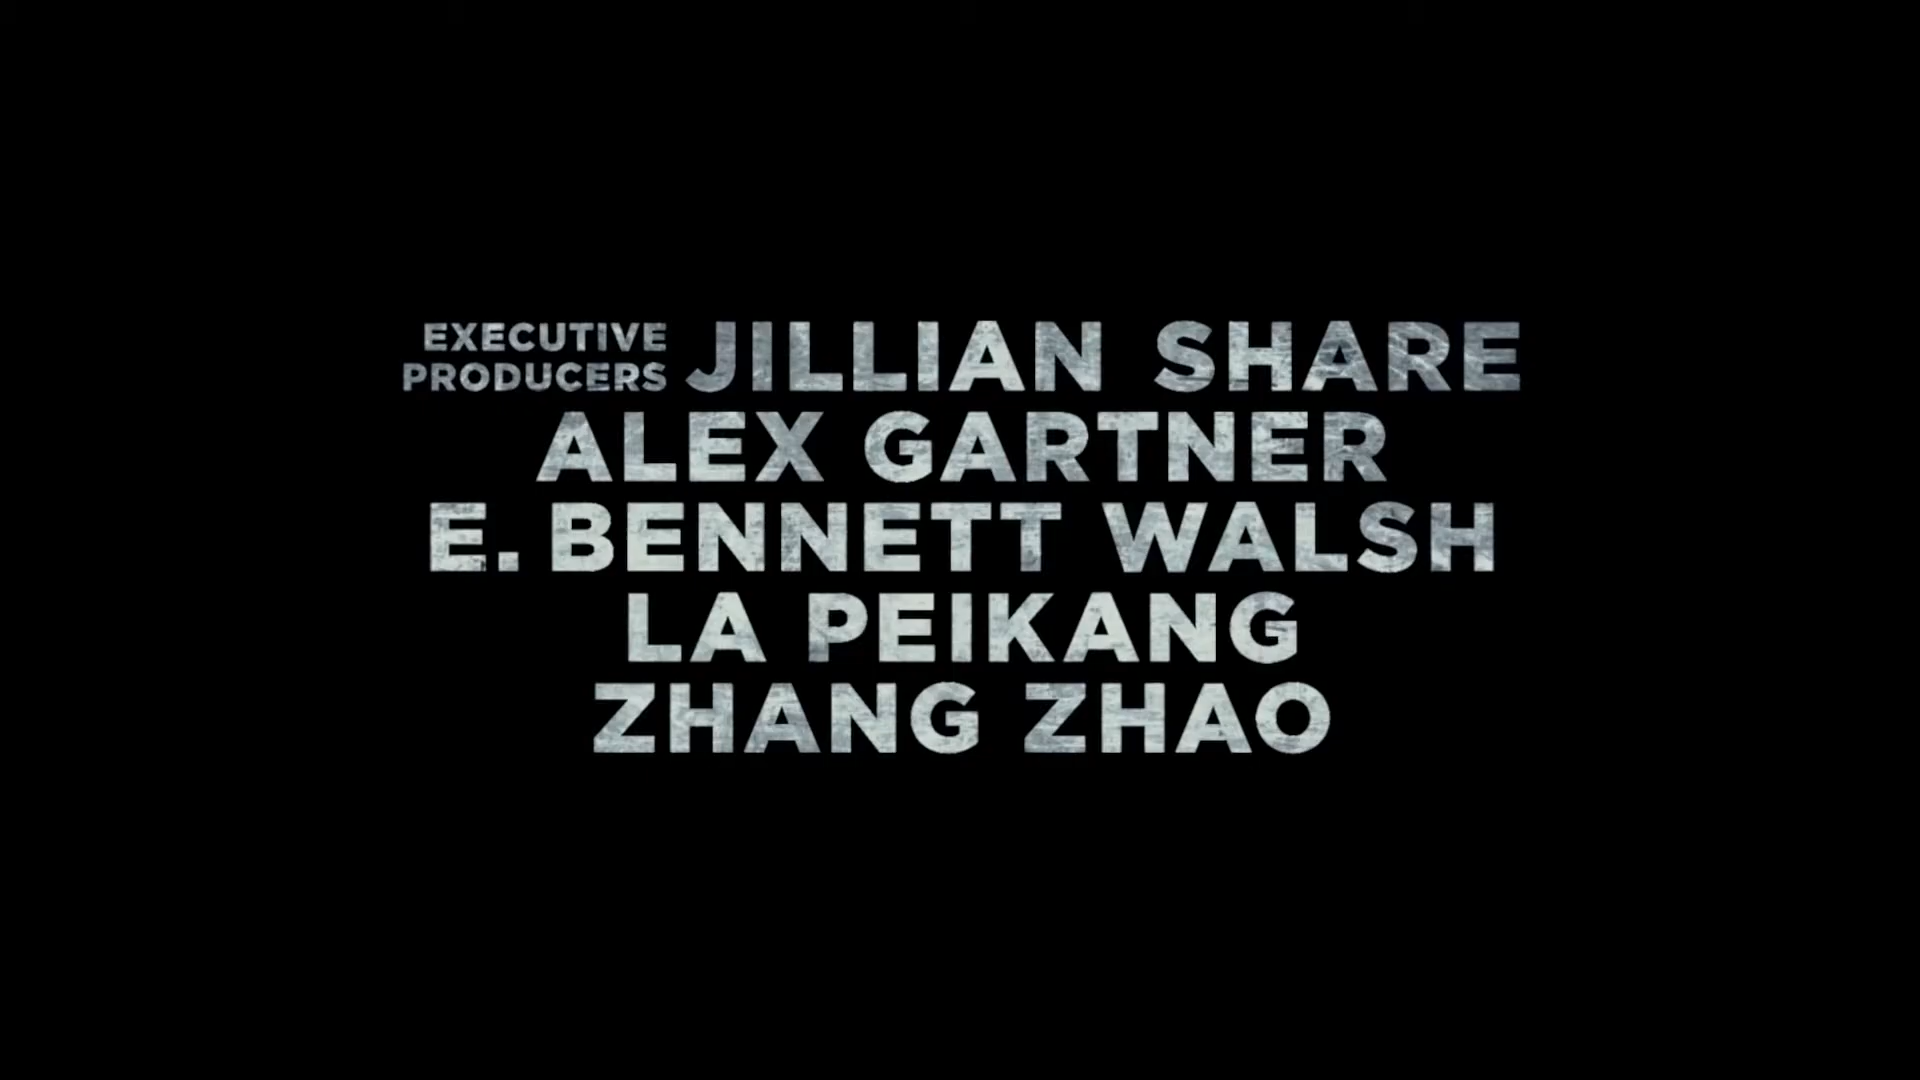 EXECUTIVE
PRODUCERS JILLIAN SHARE
ALEX GARTNER
E. BENNETT WALSH
LA PEIKANG
ZHANG ZHAO